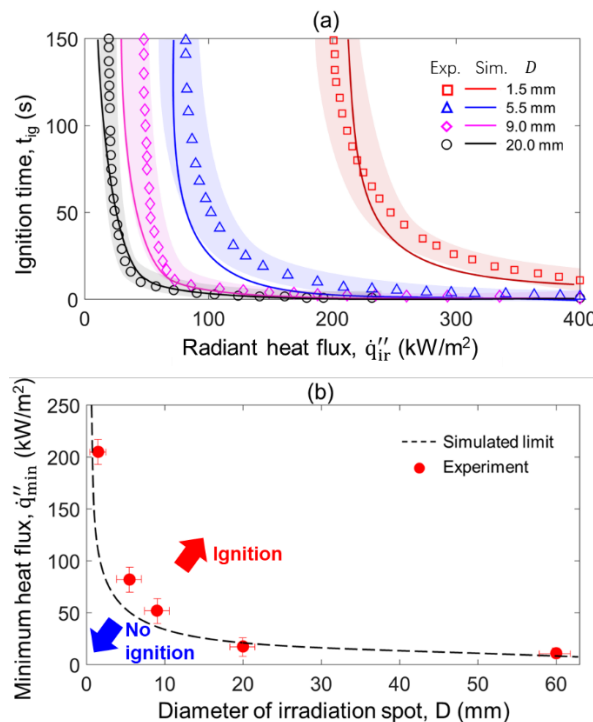 (a)
150
100
50
0
Ignition time, t_ig (s)
Exp. Sim. D
1.5 mm
5.5 mm
9.0 mm
20.0 mm
0 100 200 300 400
Radiant heat flux, q̇″_ir (kW/m²)
(b)
250
200
150
100
50
0
Minimum heat flux, q̇″_min (kW/m²)
Simulated limit
Experiment
Ignition
No
ignition
0 10 20 30 40 50 60
Diameter of irradiation spot, D (mm)